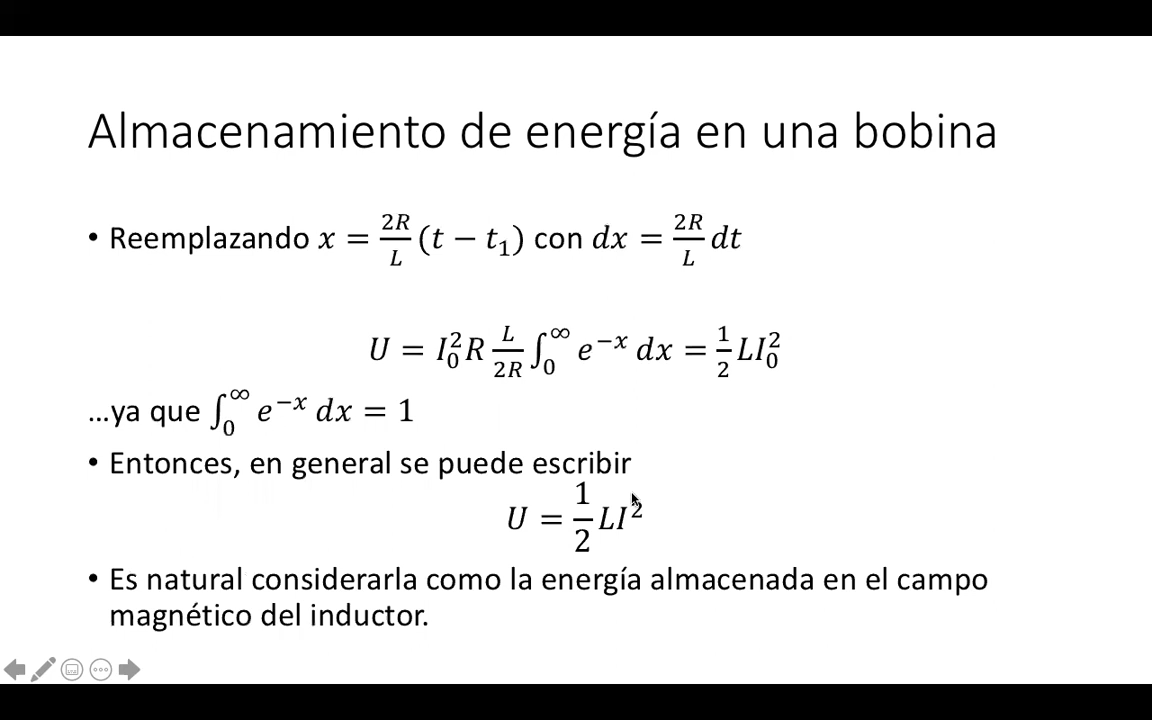 Almacenamiento de energía en una bobina
• Reemplazando x = 2R/L (t − t₁) con dx = 2R/L dt
U = I₀² R L/2R ∫₀^∞ e⁻ˣ dx = 1/2 LI₀²
…ya que ∫₀^∞ e⁻ˣ dx = 1
• Entonces, en general se puede escribir
U = 1/2 LI²
• Es natural considerarla como la energía almacenada en el campo
magnético del inductor.